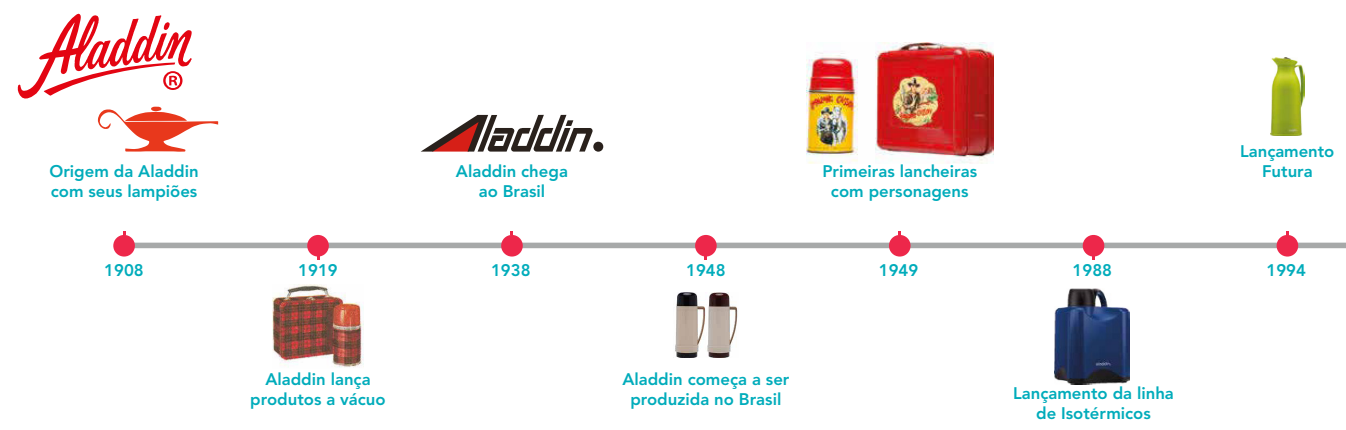 Aladdin
®
Origem da Aladdin
com seus lampiões
Aladdin.
Aladdin chega
ao Brasil
Primeiras lancheiras
com personagens
Lançamento
Futura
1908
1919
1938
1948
1949
1988
1994
Aladdin lança
produtos a vácuo
Aladdin começa a ser
produzida no Brasil
Aladdin.
Lançamento da linha
de Isotérmicos